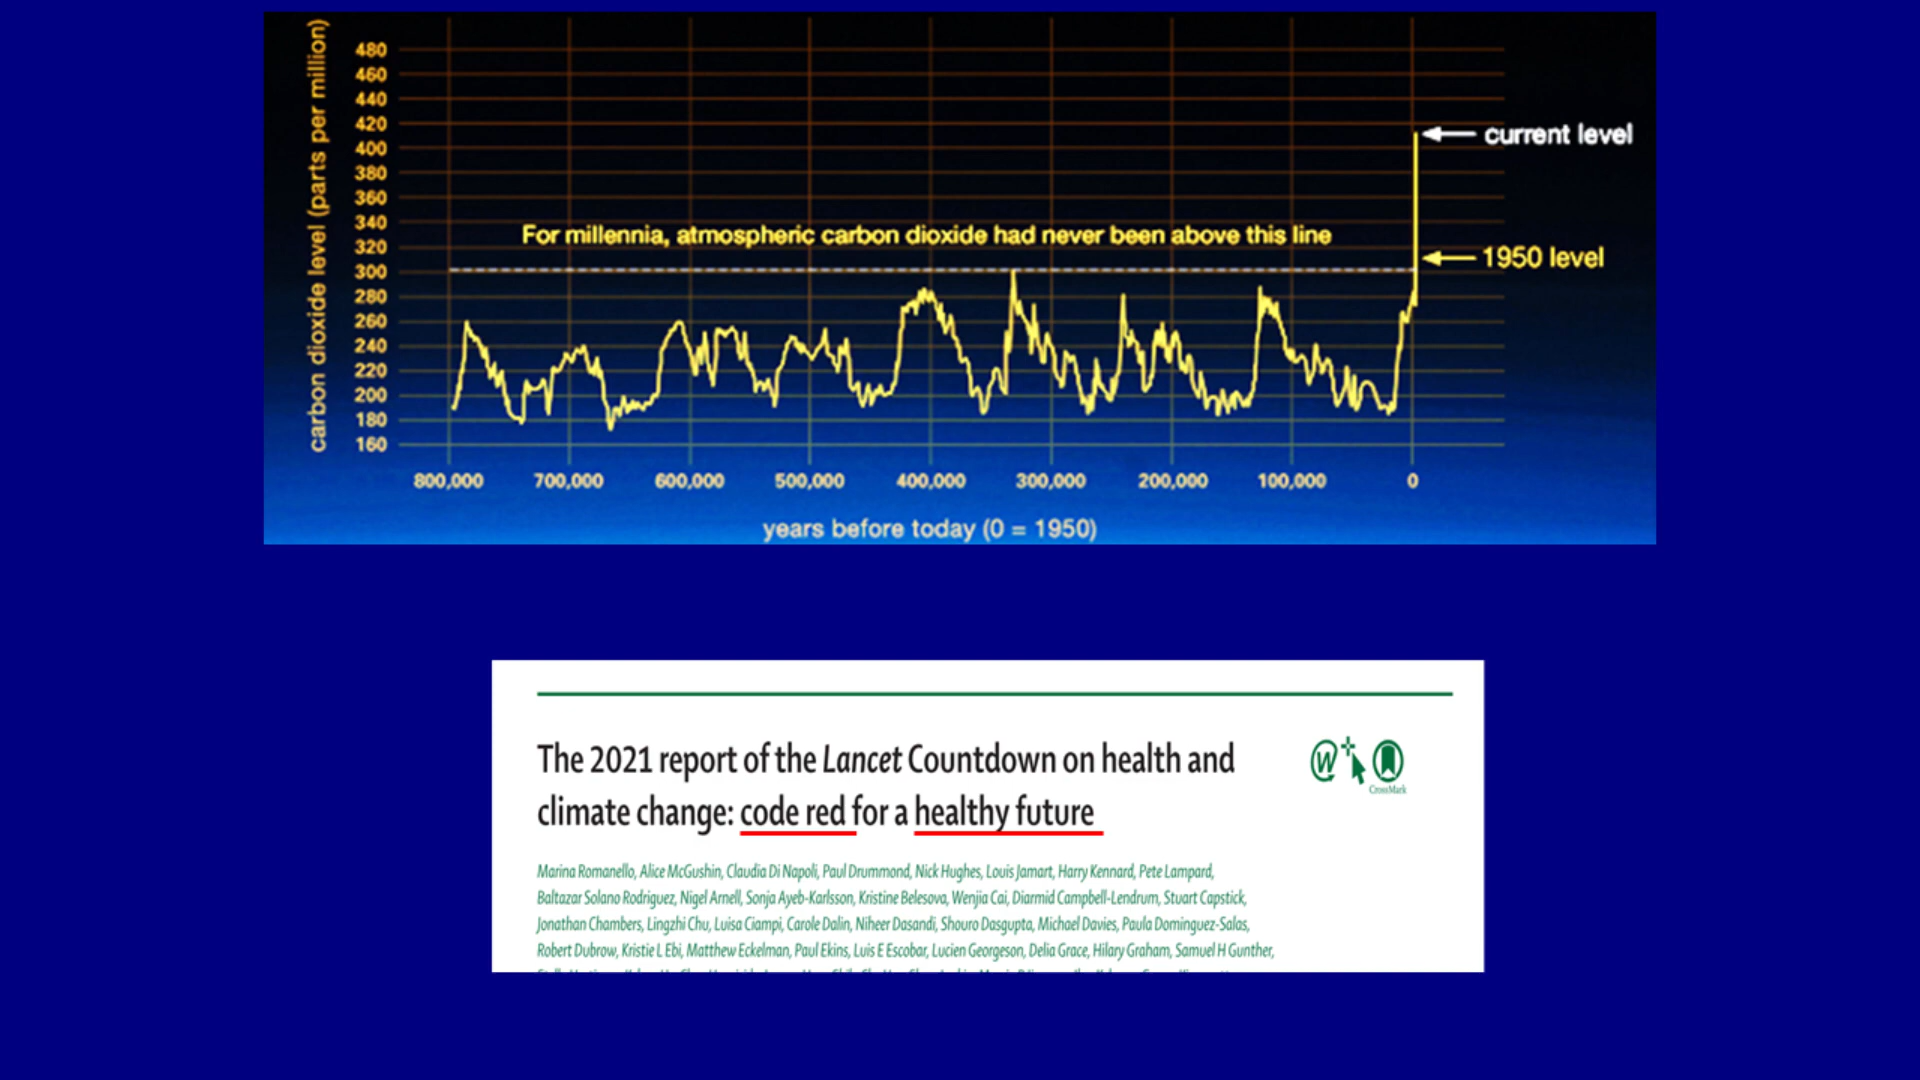 carbon dioxide level (parts per million)
480
460
440
420
400
380
360
340
320
300
280
260
240
220
200
180
160
current level
For millennia, atmospheric carbon dioxide had never been above this line
1950 level
800,000 700,000 600,000 500,000 400,000 300,000 200,000 100,000 0
years before today (0 = 1950)
The 2021 report of the Lancet Countdown on health and
climate change: code red for a healthy future
W
CrossMark
Marina Romanello, Alice McGushin, Claudia Di Napoli, Paul Drummond, Nick Hughes, Louis Jamart, Harry Kennard, Pete Lampard,
Baltazar Solano Rodriguez, Nigel Arnell, Sonja Ayeb-Karlsson, Kristine Belesova, Wenjia Cai, Diarmid Campbell-Lendrum, Stuart Capstick,
Jonathan Chambers, Lingzhi Chu, Luisa Ciampi, Carole Dalin, Niheer Dasandi, Shouro Dasgupta, Michael Davies, Paula Dominguez-Salas,
Robert Dubrow, Kristie L Ebi, Matthew Eckelman, Paul Ekins, Luis E Escobar, Lucien Georgeson, Delia Grace, Hilary Graham, Samuel H Gunther,